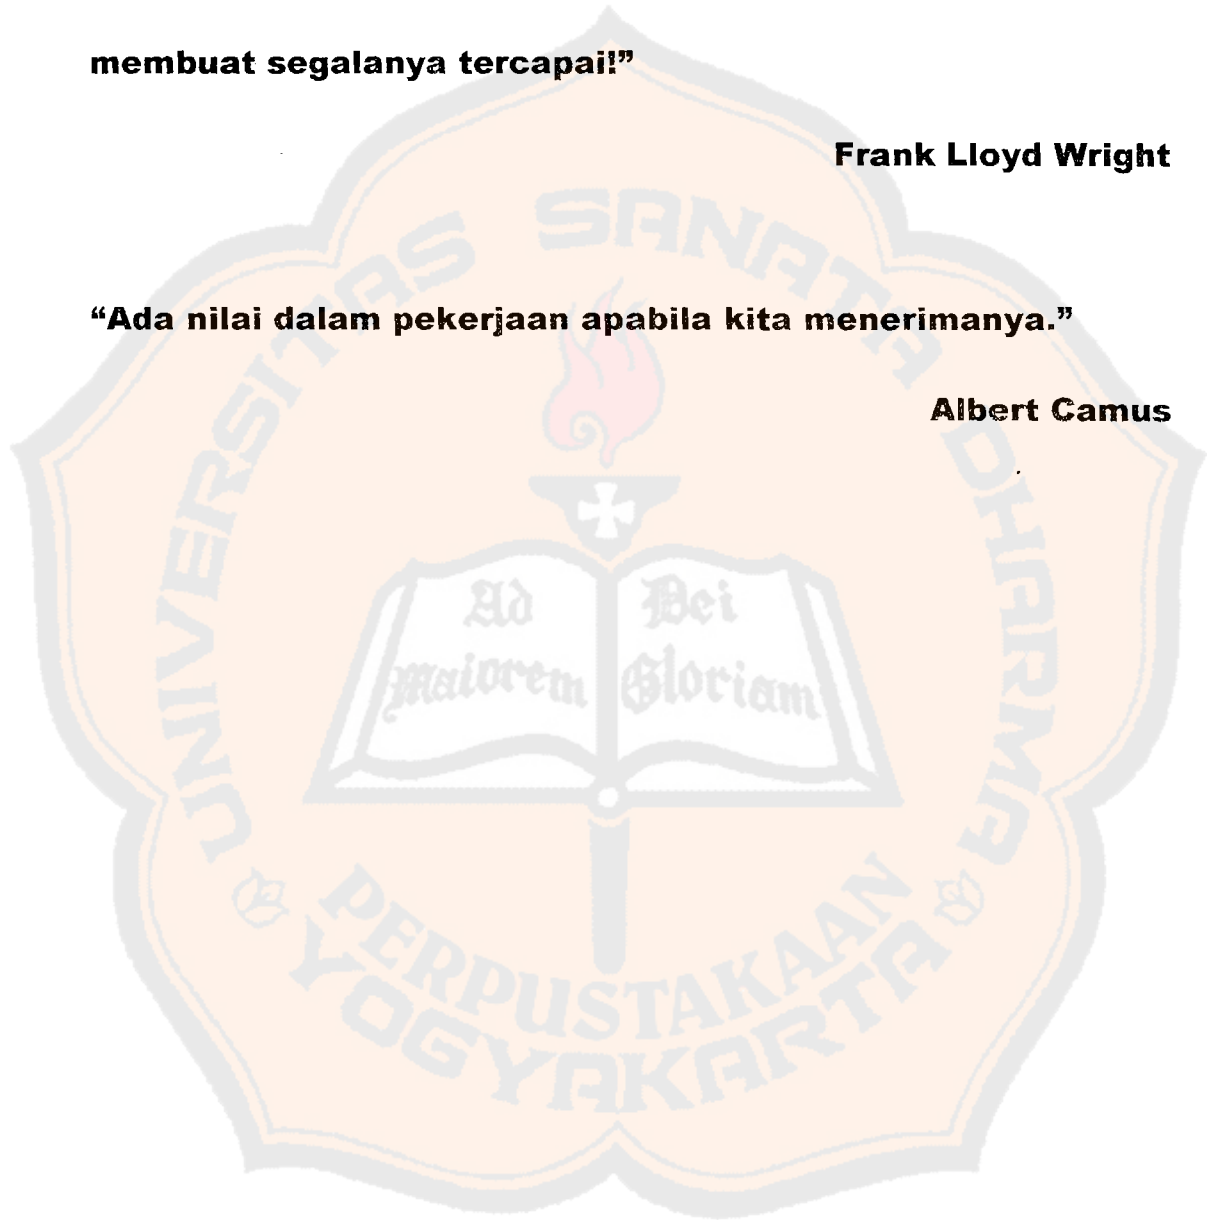 membuat segalanya tercapai!”
Frank Lloyd Wright
UNIVERSITAS SANATA DHARMA
“Ada nilai dalam pekerjaan apabila kita menerimanya.”
Albert Camus
Ad Dei
Maiorem Gloriam
PERPUSTAKAAN
YOGYAKARTA